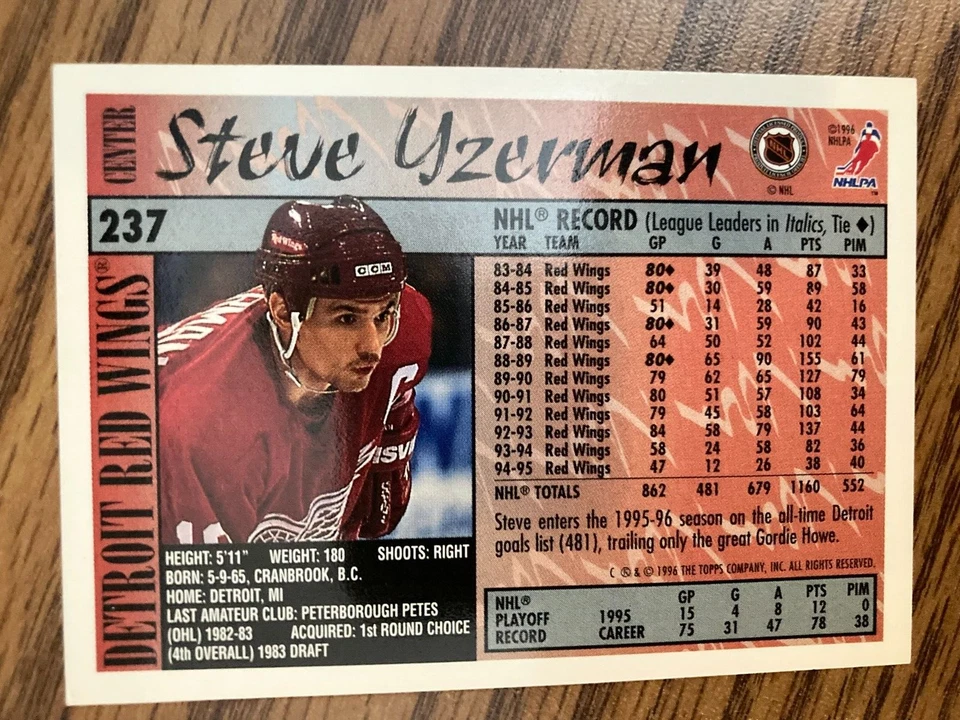 CENTER
Steve Yzerman
NHL
© NHL
©1996
NHLPA
NHLPA™
237
DETROIT RED WINGS®
Red Wings
CCM
C
NHL® RECORD (League Leaders in Italics, Tie ♦)
YEAR TEAM GP G A PTS PIM
83-84 Red Wings 80♦ 39 48 87 33
84-85 Red Wings 80♦ 30 59 89 58
85-86 Red Wings 51 14 28 42 16
86-87 Red Wings 80♦ 31 59 90 43
87-88 Red Wings 64 50 52 102 44
88-89 Red Wings 80♦ 65 90 155 61
89-90 Red Wings 79 62 65 127 79
90-91 Red Wings 80 51 57 108 34
91-92 Red Wings 79 45 58 103 64
92-93 Red Wings 84 58 79 137 44
93-94 Red Wings 58 24 58 82 36
94-95 Red Wings 47 12 26 38 40
NHL® TOTALS 862 481 679 1160 552
Steve enters the 1995-96 season on the all-time Detroit
goals list (481), trailing only the great Gordie Howe.
C ® & © 1996 THE TOPPS COMPANY, INC. ALL RIGHTS RESERVED.
HEIGHT: 5'11" WEIGHT: 180 SHOOTS: RIGHT
BORN: 5-9-65, CRANBROOK, B.C.
HOME: DETROIT, MI
LAST AMATEUR CLUB: PETERBOROUGH PETES
(OHL) 1982-83 ACQUIRED: 1st ROUND CHOICE
(4th OVERALL) 1983 DRAFT
NHL® GP G A PTS PIM
PLAYOFF 1995 15 4 8 12 0
RECORD CAREER 75 31 47 78 38